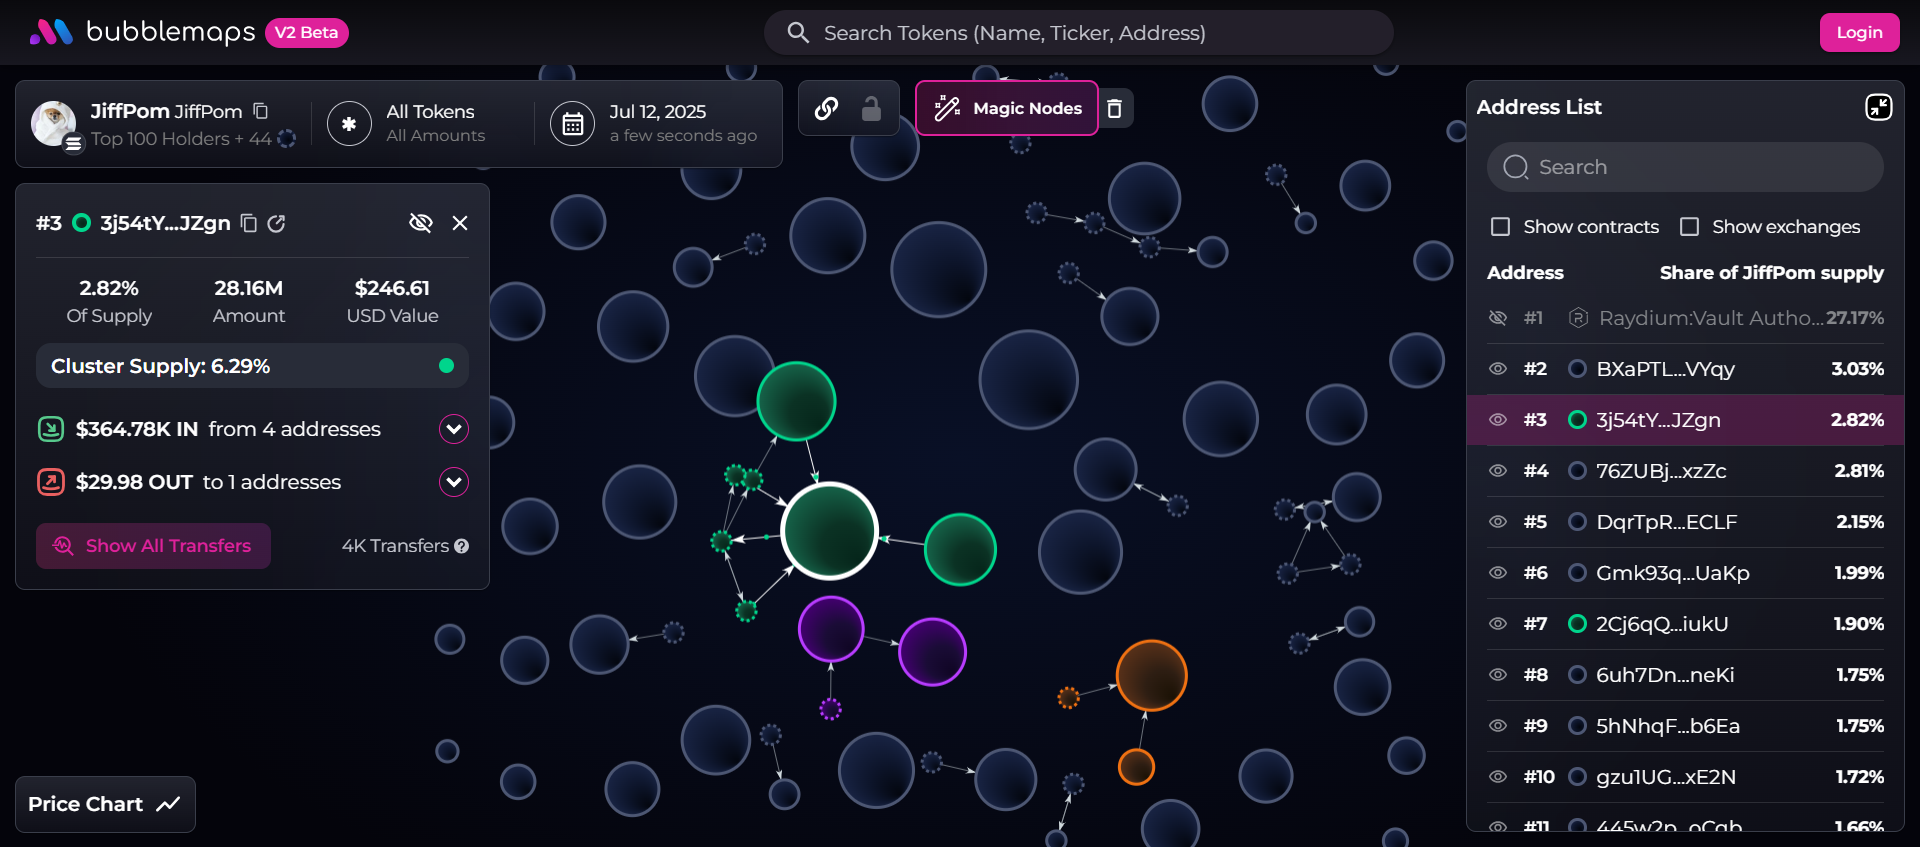 bubblemaps V2 Beta
Search Tokens (Name, Ticker, Address)
Login
JiffPom JiffPom
Top 100 Holders + 44
All Tokens
All Amounts
Jul 12, 2025
a few seconds ago
Magic Nodes
#3 3j54tY...JZgn
2.82% 28.16M $246.61
Of Supply Amount USD Value
Cluster Supply: 6.29%
$364.78K IN from 4 addresses
$29.98 OUT to 1 addresses
Show All Transfers 4K Transfers ?
Price Chart
Address List
Search
Show contracts Show exchanges
Address Share of JiffPom supply
#1 Raydium:Vault Autho... 27.17%
#2 BXaPTL...VYqy 3.03%
#3 3j54tY...JZgn 2.82%
#4 76ZUBj...xzZc 2.81%
#5 DqrTpR...ECLF 2.15%
#6 Gmk93q...UaKp 1.99%
#7 2Cj6qQ...iukU 1.90%
#8 6uh7Dn...neKi 1.75%
#9 5hNhqF...b6Ea 1.75%
#10 gzu1UG...xE2N 1.72%
#11 1.66%